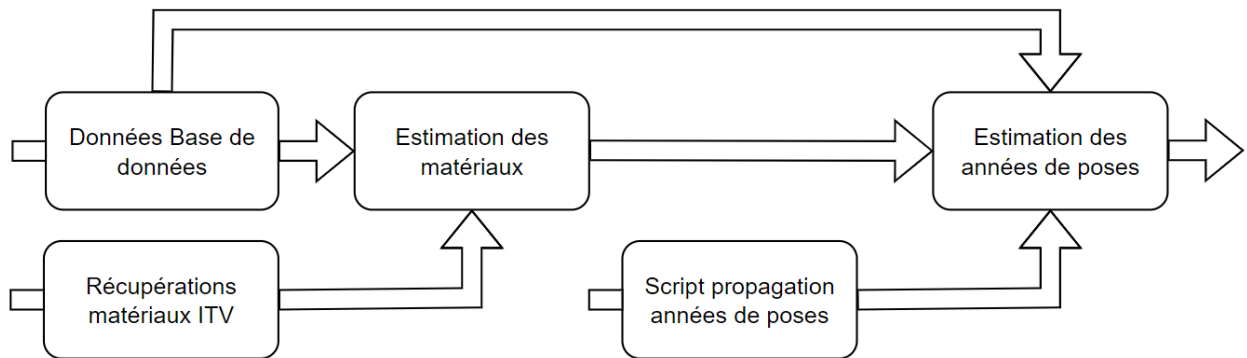 Données Base de
données
Estimation des
matériaux
Estimation des
années de poses
Récupérations
matériaux ITV
Script propagation
années de poses